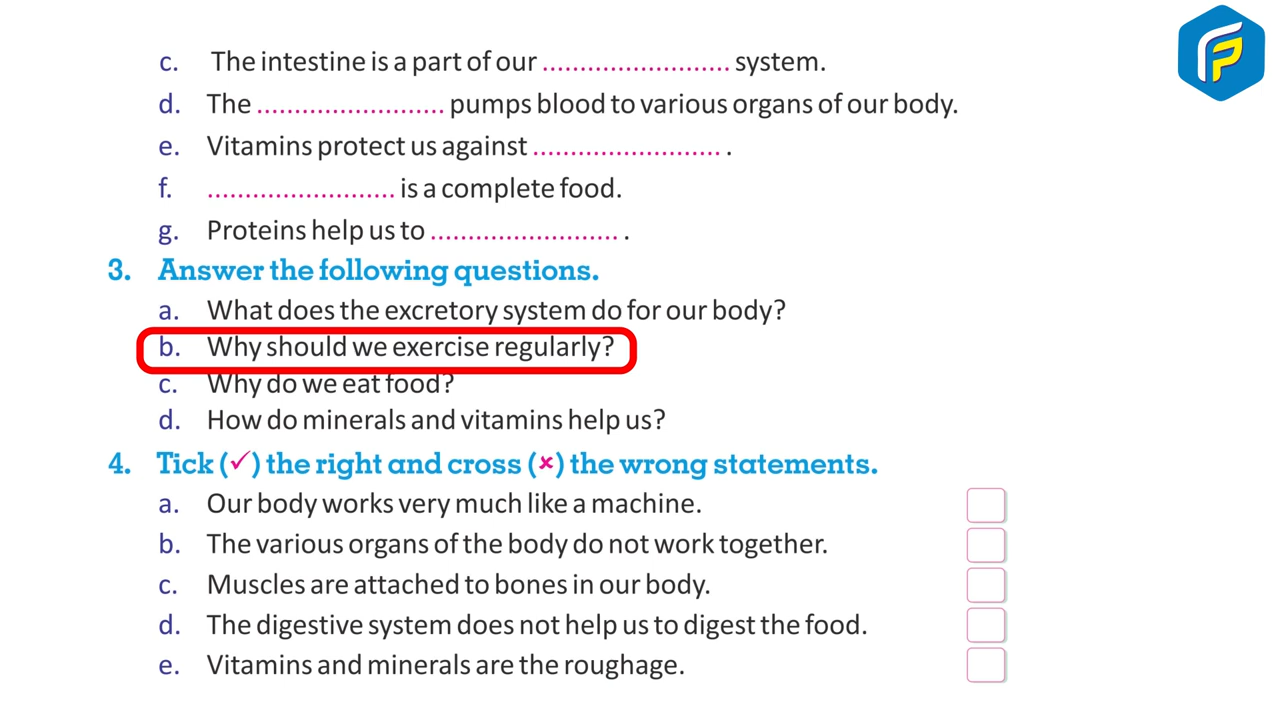 c. The intestine is a part of our ......................... system.
d. The ......................... pumps blood to various organs of our body.
e. Vitamins protect us against ......................... .
f. ......................... is a complete food.
g. Proteins help us to ......................... .
3. Answer the following questions.
a. What does the excretory system do for our body?
b. Why should we exercise regularly?
c. Why do we eat food?
d. How do minerals and vitamins help us?
4. Tick (✓) the right and cross (×) the wrong statements.
a. Our body works very much like a machine.
b. The various organs of the body do not work together.
c. Muscles are attached to bones in our body.
d. The digestive system does not help us to digest the food.
e. Vitamins and minerals are the roughage.